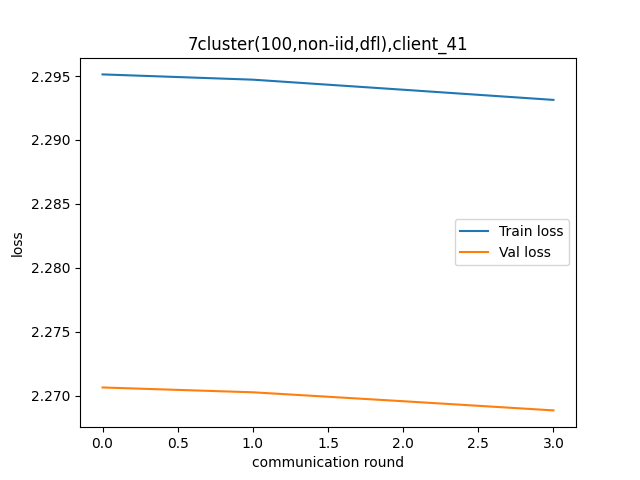 7cluster(100,non-iid,dfl),client_41
2.295
2.290
2.285
2.280
2.275
2.270
loss
Train loss
Val loss
0.0 0.5 1.0 1.5 2.0 2.5 3.0
communication round